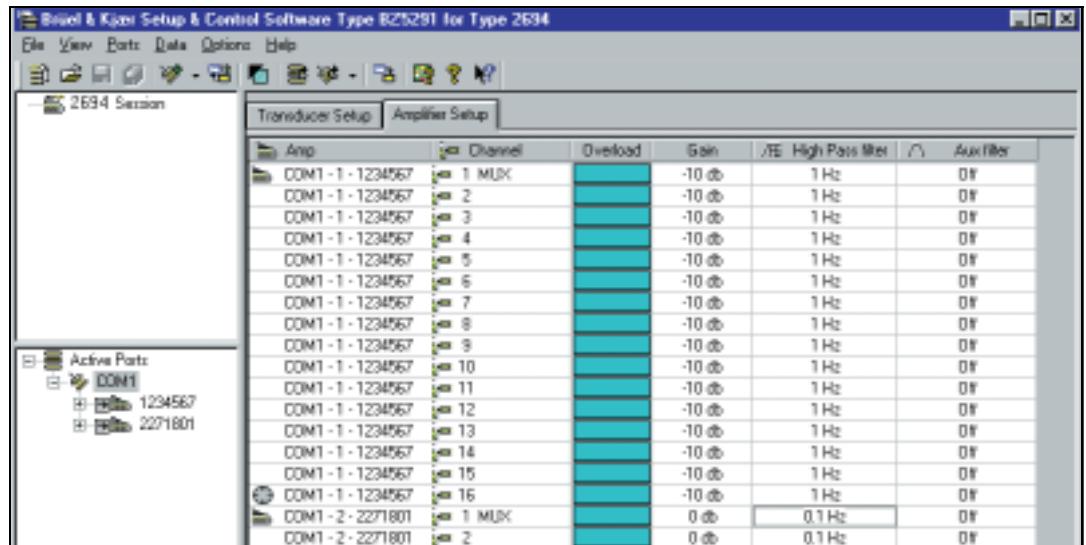 Brüel & Kjær Setup & Control Software Type BZ5291 for Type 2694
File View Ports Data Options Help
2694 Session
Transducer Setup Amplifier Setup
Amp Channel Overload Gain High Pass filter Aux filter
COM1 - 1 - 1234567 1 MUX -10 db 1 Hz Off
COM1 - 1 - 1234567 2 -10 db 1 Hz Off
COM1 - 1 - 1234567 3 -10 db 1 Hz Off
COM1 - 1 - 1234567 4 -10 db 1 Hz Off
COM1 - 1 - 1234567 5 -10 db 1 Hz Off
COM1 - 1 - 1234567 6 -10 db 1 Hz Off
COM1 - 1 - 1234567 7 -10 db 1 Hz Off
COM1 - 1 - 1234567 8 -10 db 1 Hz Off
COM1 - 1 - 1234567 9 -10 db 1 Hz Off
COM1 - 1 - 1234567 10 -10 db 1 Hz Off
COM1 - 1 - 1234567 11 -10 db 1 Hz Off
COM1 - 1 - 1234567 12 -10 db 1 Hz Off
COM1 - 1 - 1234567 13 -10 db 1 Hz Off
COM1 - 1 - 1234567 14 -10 db 1 Hz Off
COM1 - 1 - 1234567 15 -10 db 1 Hz Off
COM1 - 1 - 1234567 16 -10 db 1 Hz Off
COM1 - 2 - 2271801 1 MUX 0 db 0.1 Hz Off
COM1 - 2 - 2271801 2 0 db 0.1 Hz Off
Active Ports
COM1
1234567
2271801